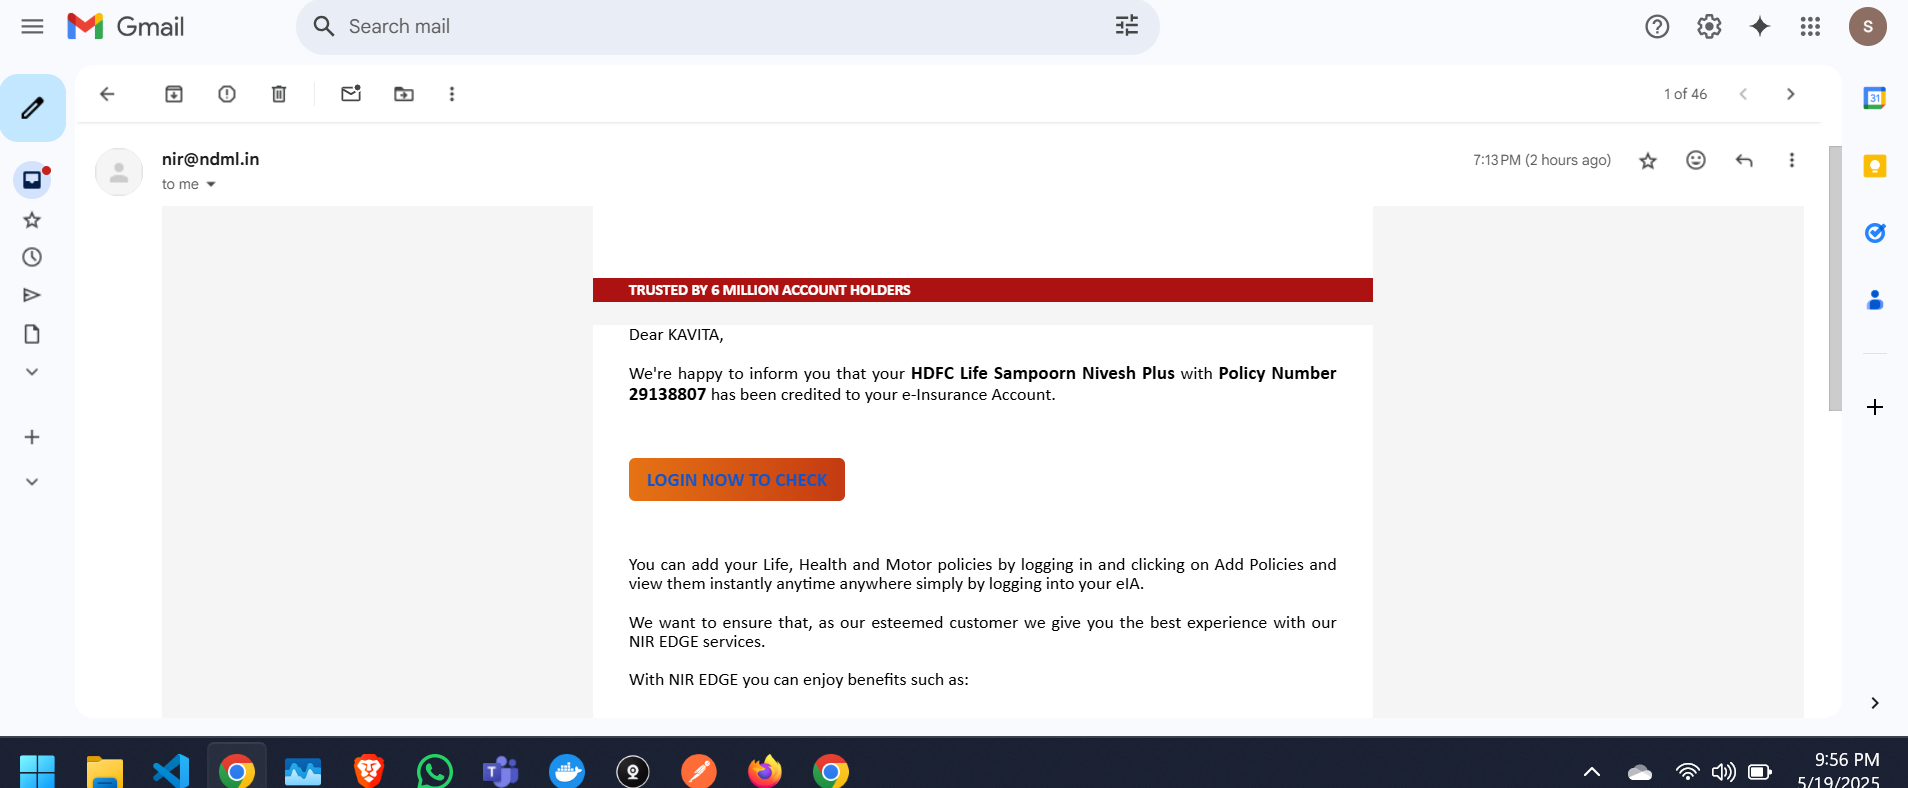 Gmail
Search mail
S
1 of 46
31
nir@ndml.in
7:13 PM (2 hours ago)
to me
TRUSTED BY 6 MILLION ACCOUNT HOLDERS
Dear KAVITA,
We're happy to inform you that your HDFC Life Sampoorn Nivesh Plus with Policy Number
29138807 has been credited to your e-Insurance Account.
LOGIN NOW TO CHECK
You can add your Life, Health and Motor policies by logging in and clicking on Add Policies and
view them instantly anytime anywhere simply by logging into your eIA.
We want to ensure that, as our esteemed customer we give you the best experience with our
NIR EDGE services.
With NIR EDGE you can enjoy benefits such as:
T
9:56 PM
5/19/2025